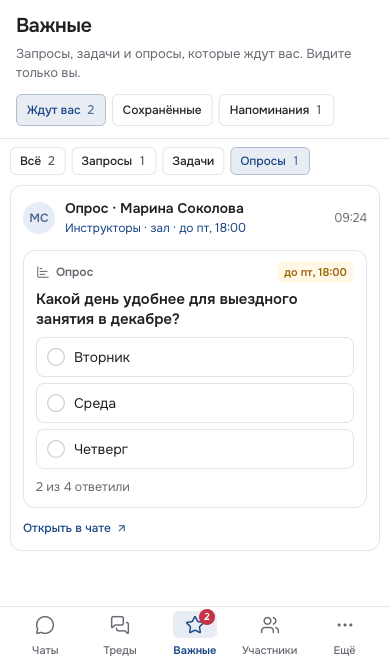 Важные
Запросы, задачи и опросы, которые ждут вас. Видите
только вы.
Ждут вас 2
Сохранённые
Напоминания 1
Всё 2
Запросы 1
Задачи
Опросы 1
МС
Опрос · Марина Соколова
09:24
Инструкторы · зал · до пт, 18:00
Опрос
до пт, 18:00
Какой день удобнее для выездного
занятия в декабре?
Вторник
Среда
Четверг
2 из 4 ответили
Открыть в чате
2
Чаты
Треды
Важные
Участники
Ещё